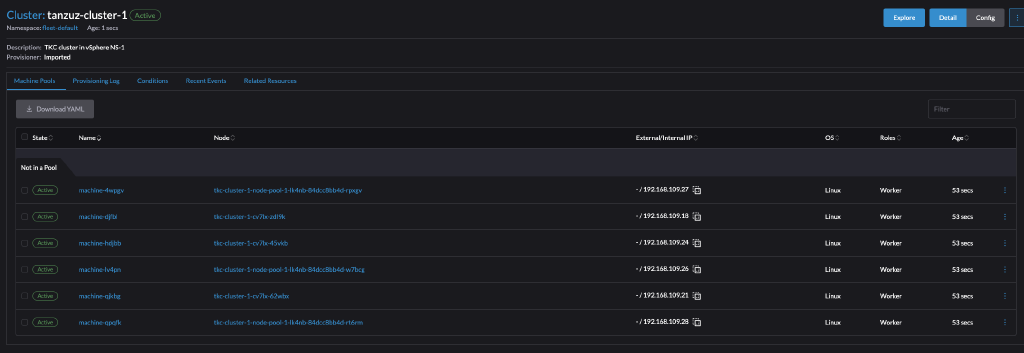 Cluster: tanzuz-cluster-1 Active
Namespace: fleet-default Age: 1 secs
Explore Detail Config
Description: TKC cluster in vSphere NS-1
Provisioner: Imported
Machine Pools Provisioning Log Conditions Recent Events Related Resources
Download YAML Filter
State Name Node External/Internal IP OS Roles Age
Not in a Pool
Active machine-4wpgv tkc-cluster-1-node-pool-1-lk4nb-84dcc8bb4d-rpxgv - / 192.168.109.27 Linux Worker 53 secs
Active machine-djfbl tkc-cluster-1-cv7lx-zdl9k - / 192.168.109.18 Linux Worker 53 secs
Active machine-hdjbb tkc-cluster-1-cv7lx-45vkb - / 192.168.109.24 Linux Worker 53 secs
Active machine-lv4pn tkc-cluster-1-node-pool-1-lk4nb-84dcc8bb4d-w7bcg - / 192.168.109.26 Linux Worker 53 secs
Active machine-qjkbg tkc-cluster-1-cv7lx-62wbx - / 192.168.109.21 Linux Worker 53 secs
Active machine-qpqfk tkc-cluster-1-node-pool-1-lk4nb-84dcc8bb4d-rt6rm - / 192.168.109.28 Linux Worker 53 secs